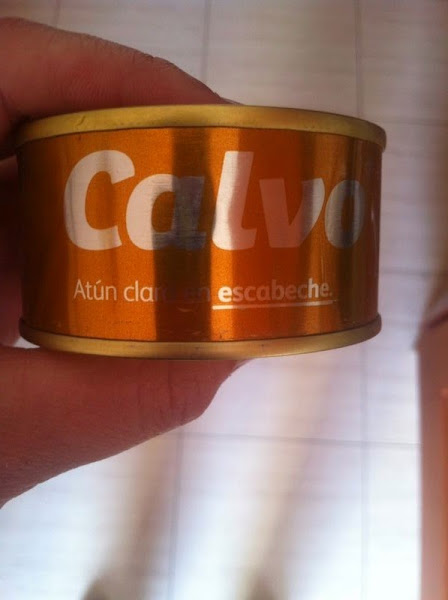 Calvo
Atún claro en escabeche.